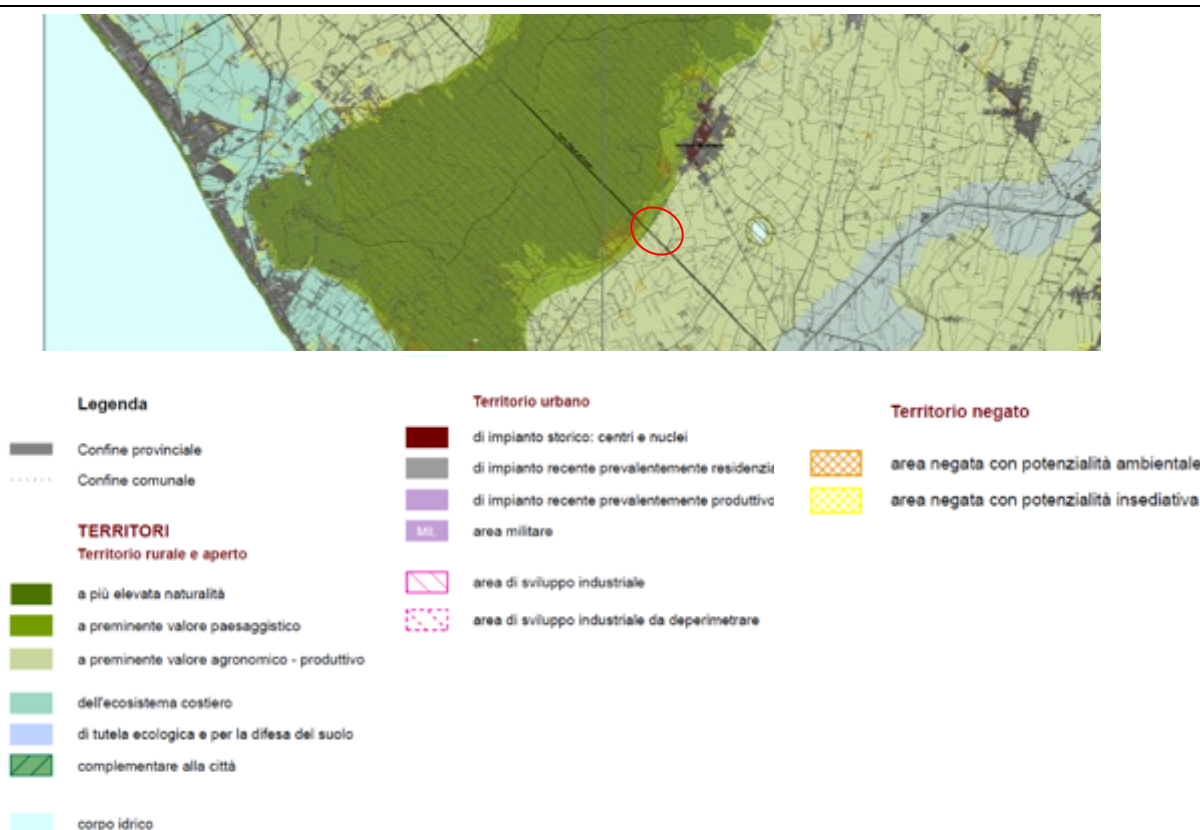 Legenda
Confine provinciale
Confine comunale
TERRITORI
Territorio rurale e aperto
a più elevata naturalità
a preminente valore paesaggistico
a preminente valore agronomico - produttivo
dell'ecosistema costiero
di tutela ecologica e per la difesa del suolo
complementare alla città
corpo idrico
Territorio urbano
di impianto storico: centri e nuclei
di impianto recente prevalentemente residenzia
di impianto recente prevalentemente produttivo
MIL area militare
area di sviluppo industriale
area di sviluppo industriale da deperimetrare
Territorio negato
area negata con potenzialità ambientale
area negata con potenzialità insediativa